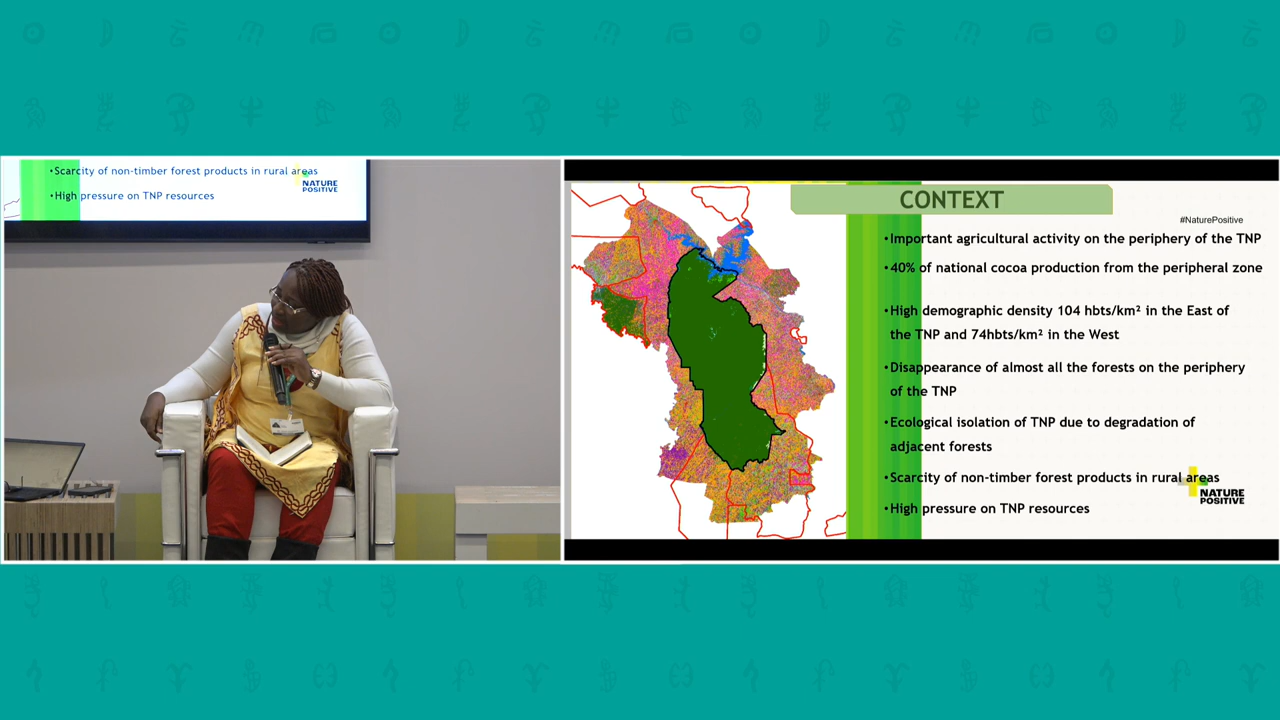 •Scarcity of non-timber forest products in rural areas
•High pressure on TNP resources
NATURE
POSITIVE
CONTEXT
#NaturePositive
•Important agricultural activity on the periphery of the TNP
•40% of national cocoa production from the peripheral zone
•High demographic density 104 hbts/km² in the East of
the TNP and 74hbts/km² in the West
•Disappearance of almost all the forests on the periphery
of the TNP
•Ecological isolation of TNP due to degradation of
adjacent forests
•Scarcity of non-timber forest products in rural areas
•High pressure on TNP resources
NATURE
POSITIVE